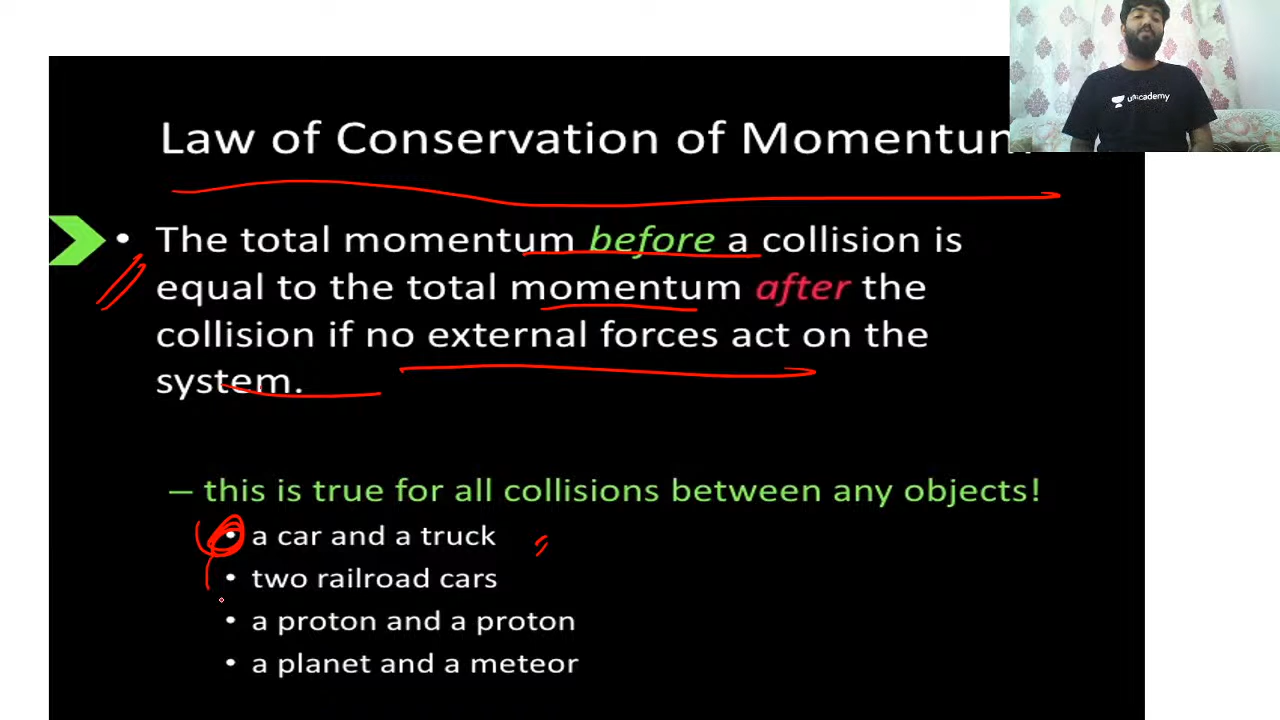 unacademy
Law of Conservation of Momentum
• The total momentum before a collision is
equal to the total momentum after the
collision if no external forces act on the
system.
– this is true for all collisions between any objects!
• a car and a truck
• two railroad cars
• a proton and a proton
• a planet and a meteor